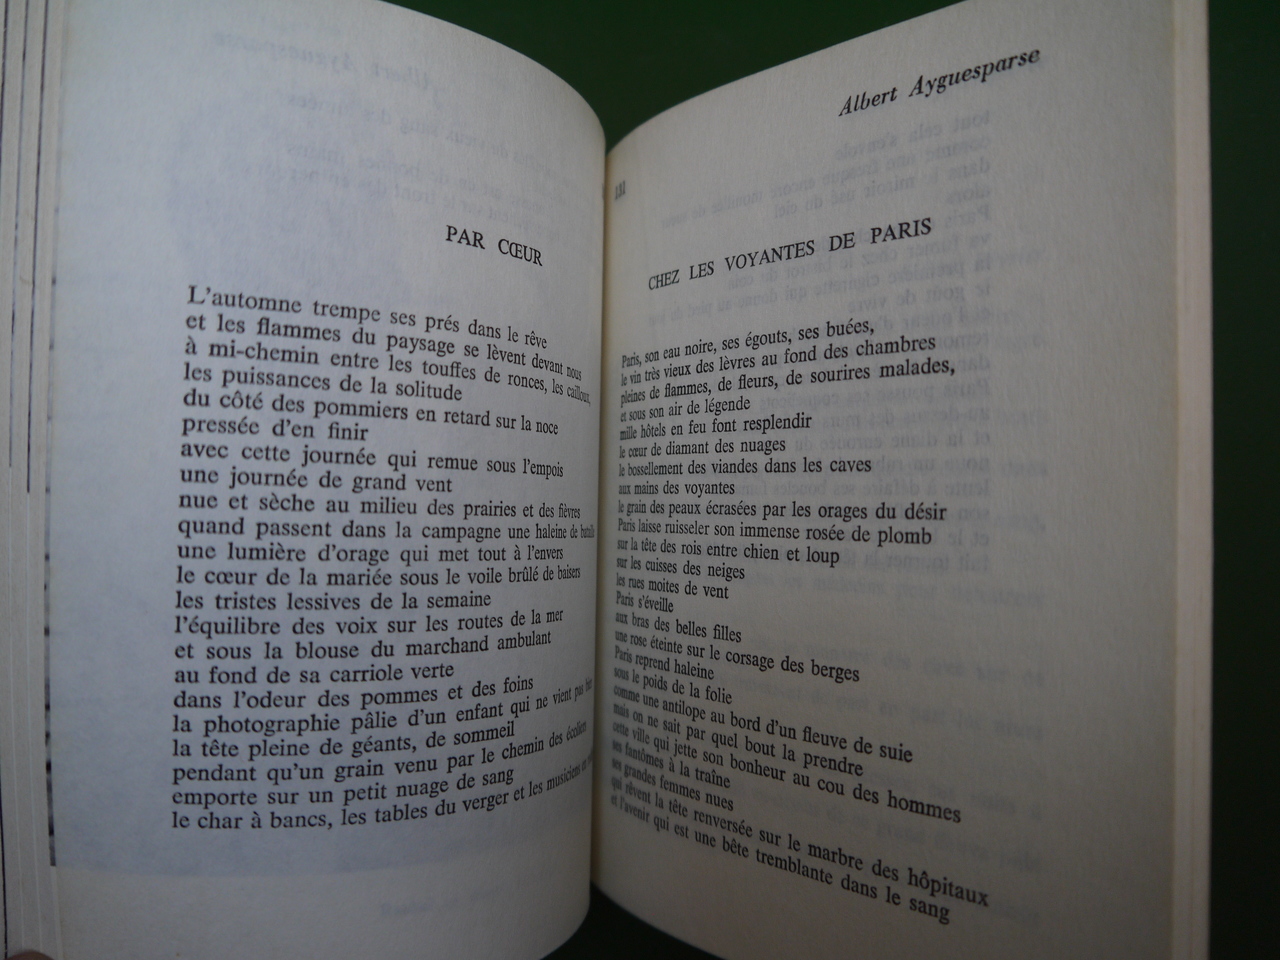 PAR CŒUR
L'automne trempe ses prés dans le rêve
et les flammes du paysage se lèvent devant nous
à mi-chemin entre les touffes de ronces, les cailloux,
les puissances de la solitude
du côté des pommiers en retard sur la noce
pressée d'en finir
avec cette journée qui remue sous l'empois
une journée de grand vent
nue et sèche au milieu des prairies et des fièvres
quand passent dans la campagne une haleine de bataille
une lumière d'orage qui met tout à l'envers
le cœur de la mariée sous le voile brûlé de baisers
les tristes lessives de la semaine
l'équilibre des voix sur les routes de la mer
et sous la blouse du marchand ambulant
au fond de sa carriole verte
dans l'odeur des pommes et des foins
la photographie pâlie d'un enfant qui ne vient pas
la tête pleine de géants, de sommeil
pendant qu'un grain venu par le chemin des écoliers
emporte sur un petit nuage de sang
le char à bancs, les tables du verger et les musiciens
Albert Ayguesparse
III
CHEZ LES VOYANTES DE PARIS
Paris, son eau noire, ses égouts, ses buées,
le vin très vieux des lèvres au fond des chambres
pleines de flammes, de fleurs, de sourires malades,
et sous son air de légende
mille hôtels en feu font resplendir
le cœur de diamant des nuages
le bossellement des viandes dans les caves
aux mains des voyantes
le grain des peaux écrasées par les orages du désir
Paris laisse ruisseler son immense rosée de plomb
sur la tête des rois entre chien et loup
sur les cuisses des neiges
les rues moites de vent
Paris s'éveille
aux bras des belles filles
une rose éteinte sur le corsage des berges
Paris reprend haleine
sous le poids de la folie
comme une antilope au bord d'un fleuve de suie
mais on ne sait par quel bout la prendre
cette ville qui jette son bonheur au cou des hommes
ses fantômes à la traîne
ses grandes femmes nues
qui rêvent la tête renversée sur le marbre des hôpitaux
et l'avenir qui est une bête tremblante dans le sang